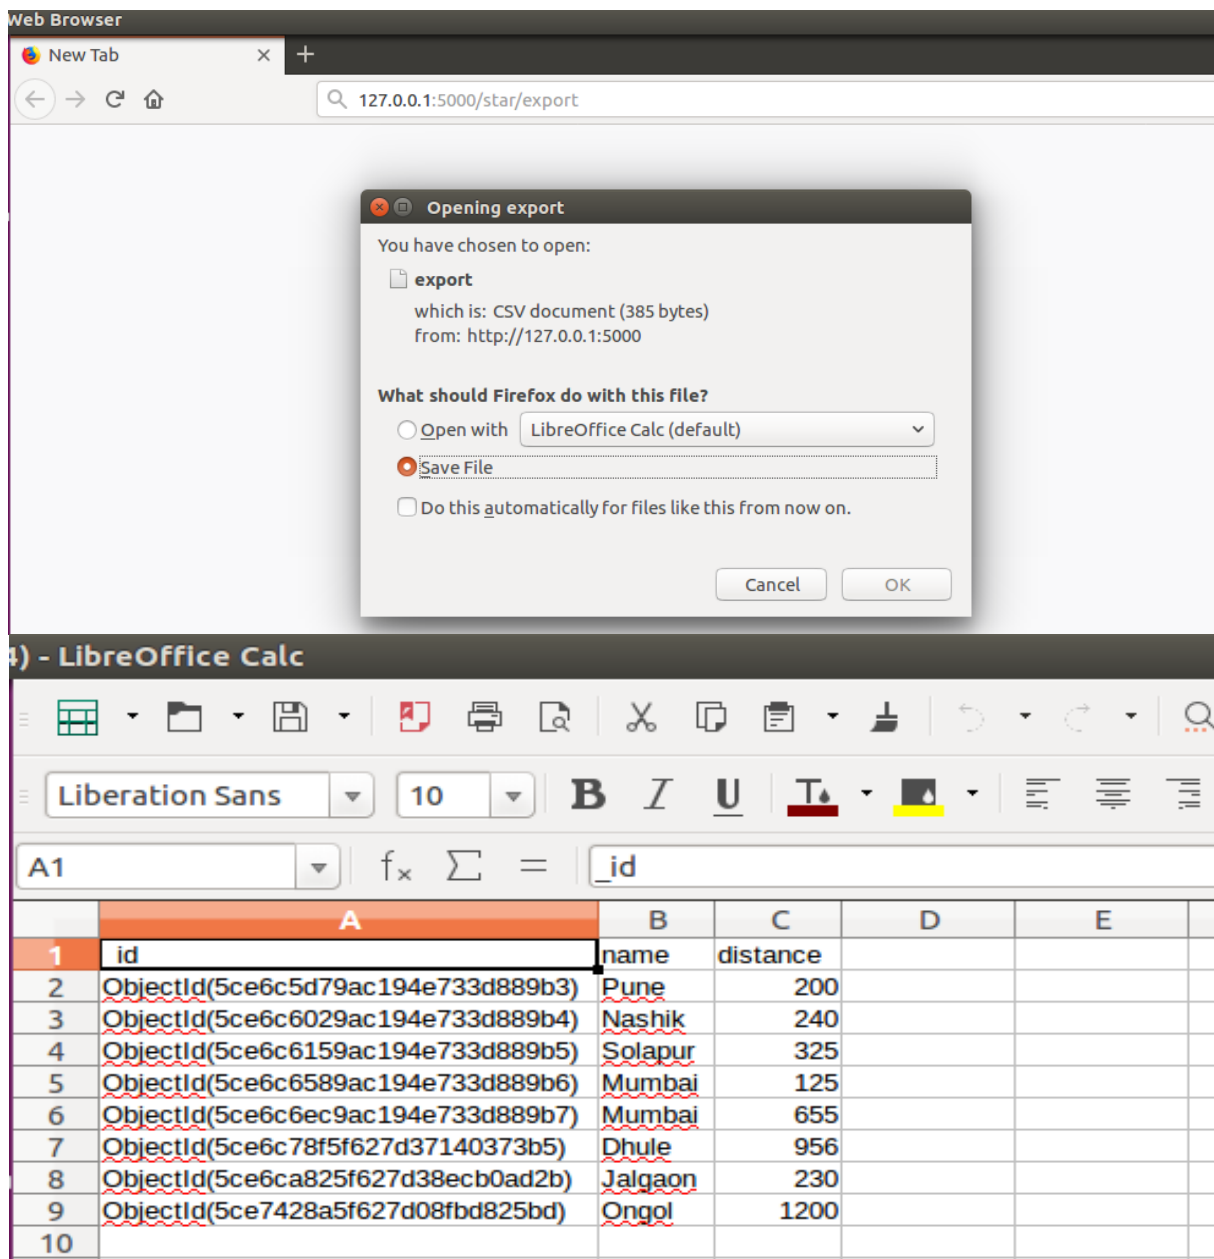 Web Browser
New Tab
127.0.0.1:5000/star/export
Opening export
You have chosen to open:
export
which is: CSV document (385 bytes)
from: http://127.0.0.1:5000
What should Firefox do with this file?
Open with LibreOffice Calc (default)
Save File
Do this automatically for files like this from now on.
Cancel OK
4) - LibreOffice Calc
Liberation Sans 10 B I U T
A1 fx Σ = _id
A B C D E
1 _id name distance
2 ObjectId(5ce6c5d79ac194e733d889b3) Pune 200
3 ObjectId(5ce6c6029ac194e733d889b4) Nashik 240
4 ObjectId(5ce6c6159ac194e733d889b5) Solapur 325
5 ObjectId(5ce6c6589ac194e733d889b6) Mumbai 125
6 ObjectId(5ce6c6ec9ac194e733d889b7) Mumbai 655
7 ObjectId(5ce6c78f5f627d37140373b5) Dhule 956
8 ObjectId(5ce6ca825f627d38ecb0ad2b) Jalgaon 230
9 ObjectId(5ce7428a5f627d08fbd825bd) Ongol 1200
10